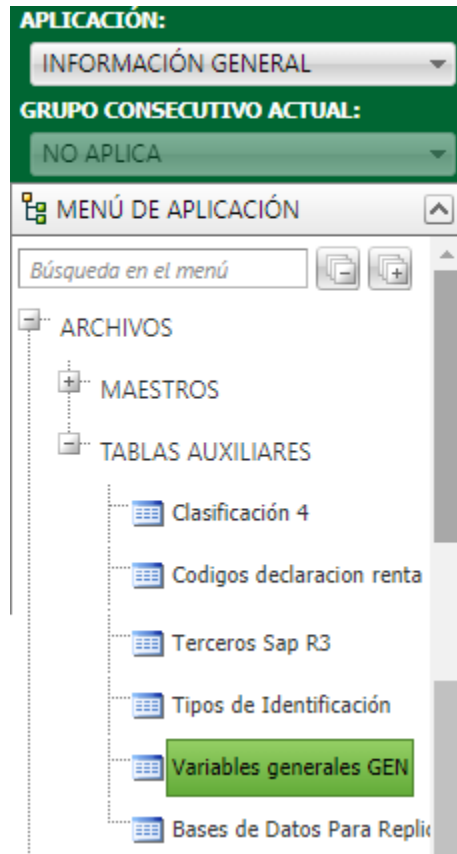 APLICACIÓN:
INFORMACIÓN GENERAL
GRUPO CONSECUTIVO ACTUAL:
NO APLICA
MENÚ DE APLICACIÓN
Búsqueda en el menú
ARCHIVOS
MAESTROS
TABLAS AUXILIARES
Clasificación 4
Codigos declaracion renta
Terceros Sap R3
Tipos de Identificación
Variables generales GEN
Bases de Datos Para